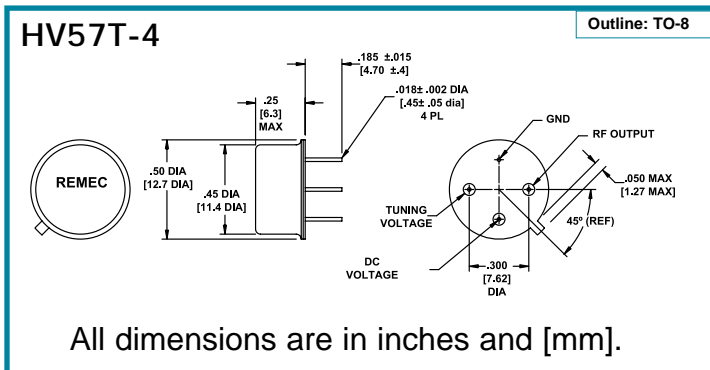 HV57T-4
Outline: TO-8
.185 ±.015
[4.70 ±.4]
.018± .002 DIA
[.45± .05 dia]
4 PL
.25
[6.3]
MAX
GND
RF OUTPUT
.50 DIA
[12.7 DIA]
REMEC
.45 DIA
[11.4 DIA]
.050 MAX
[1.27 MAX]
TUNING
VOLTAGE
45º (REF)
DC
VOLTAGE
.300
[7.62]
DIA
All dimensions are in inches and [mm].